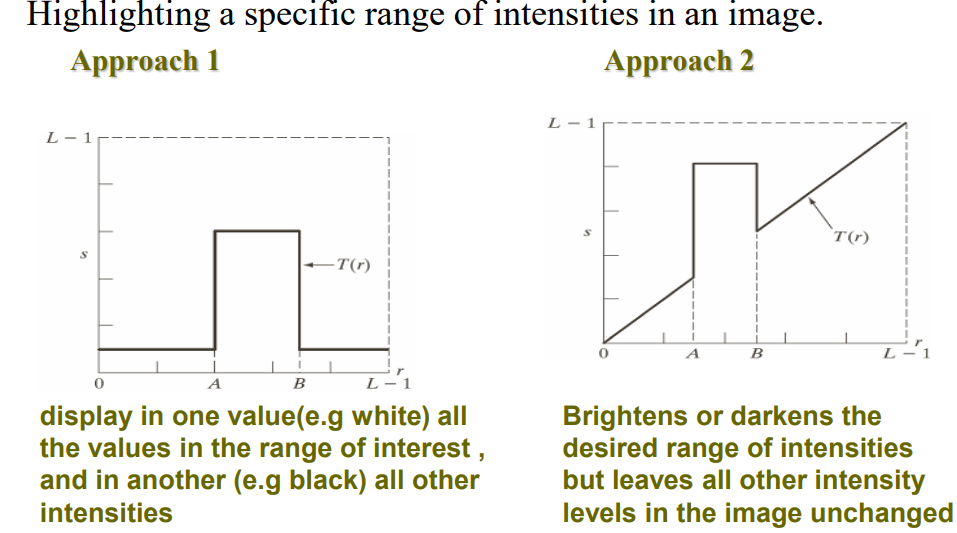 Highlighting a specific range of intensities in an image.
Approach 1
Approach 2
L – 1
s
T(r)
0
A
B
L – 1
r
L – 1
s
T(r)
0
A
B
L – 1
r
display in one value(e.g white) all
the values in the range of interest ,
and in another (e.g black) all other
intensities
Brightens or darkens the
desired range of intensities
but leaves all other intensity
levels in the image unchanged